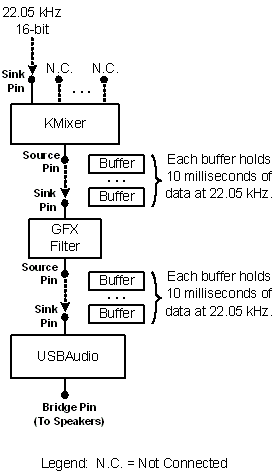 22.05 kHz
16-bit
Sink
Pin
N.C.
N.C.
. . .
KMixer
Source
Pin
Sink
Pin
Buffer
. . .
Buffer
Each buffer holds
10 milliseconds of
data at 22.05 kHz.
GFX
Filter
Source
Pin
Sink
Pin
Buffer
. . .
Buffer
Each buffer holds
10 milliseconds of
data at 22.05 kHz.
USBAudio
Bridge Pin
(To Speakers)
Legend: N.C. = Not Connected